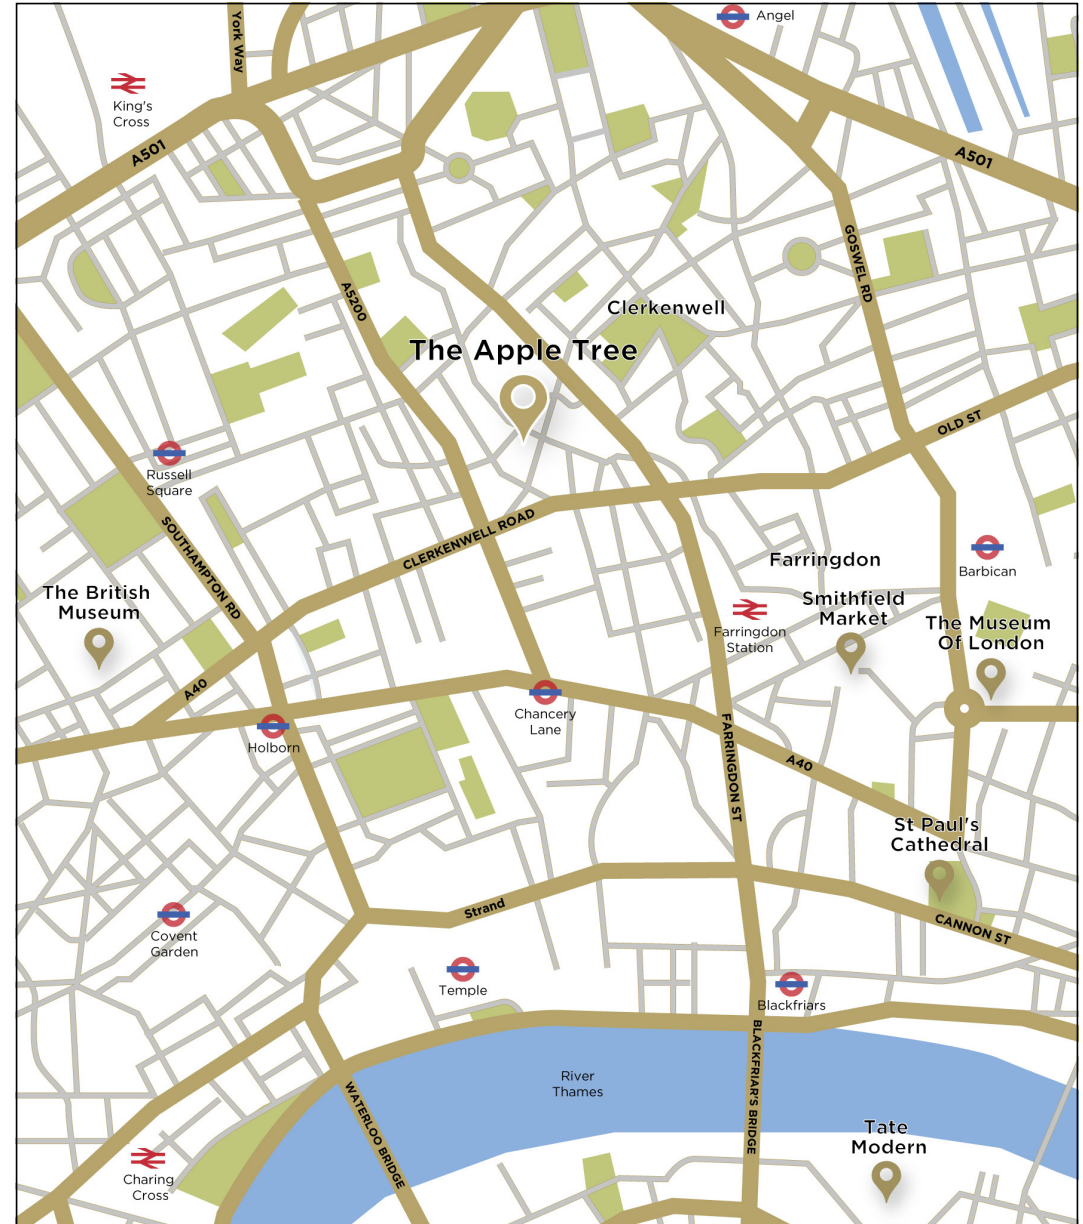 York Way
Angel
King's
Cross
A501
A501
GOSWEL RD
A5200
Clerkenwell
The Apple Tree
OLD ST
Russell
Square
SOUTHAMPTON RD
CLERKENWELL ROAD
Farringdon
Barbican
The British
Museum
Smithfield
Market
Farringdon
Station
The Museum
Of London
A40
Chancery
Lane
Holborn
FARRINGDON ST
A40
St Paul's
Cathedral
Strand
CANNON ST
Covent
Garden
Temple
Blackfriars
River
Thames
BLACKFRIAR'S BRIDGE
WATERLOO BRIDGE
Tate
Modern
Charing
Cross